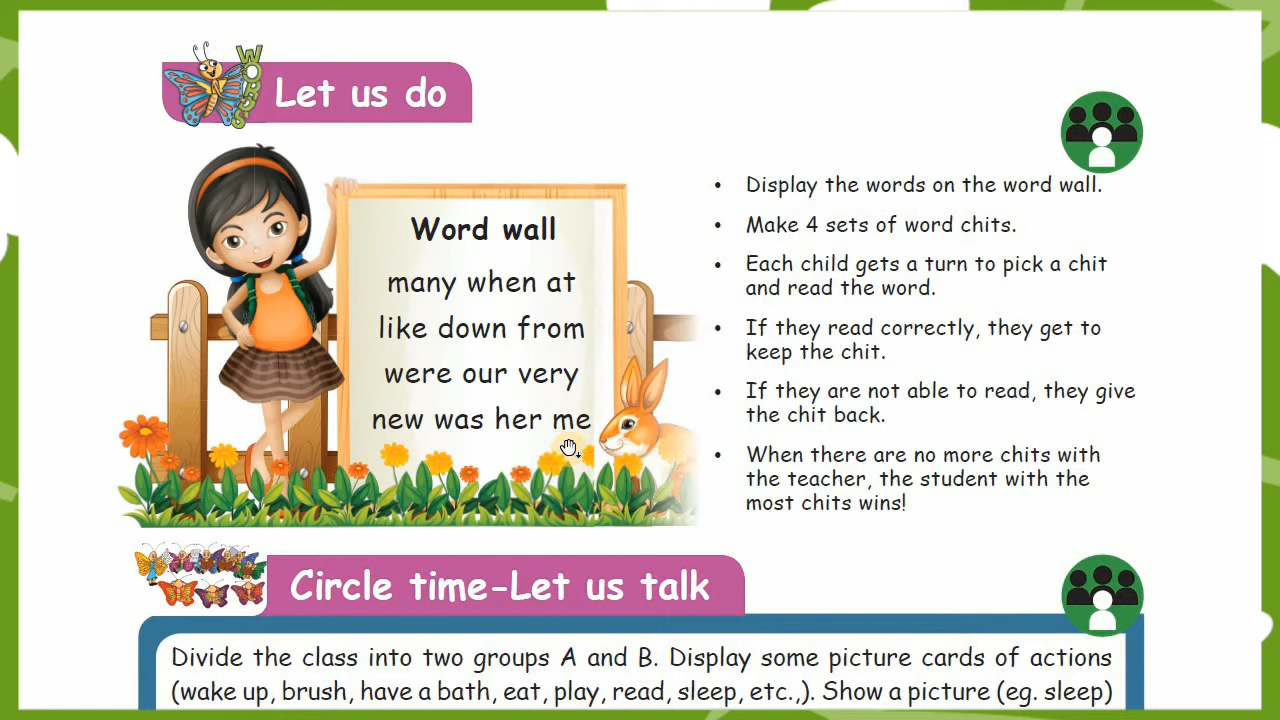 WORDS
Let us do
Word wall
many when at
like down from
were our very
new was her me
• Display the words on the word wall.
• Make 4 sets of word chits.
• Each child gets a turn to pick a chit
and read the word.
• If they read correctly, they get to
keep the chit.
• If they are not able to read, they give
the chit back.
• When there are no more chits with
the teacher, the student with the
most chits wins!
Circle time-Let us talk
Divide the class into two groups A and B. Display some picture cards of actions
(wake up, brush, have a bath, eat, play, read, sleep, etc.,). Show a picture (eg. sleep)